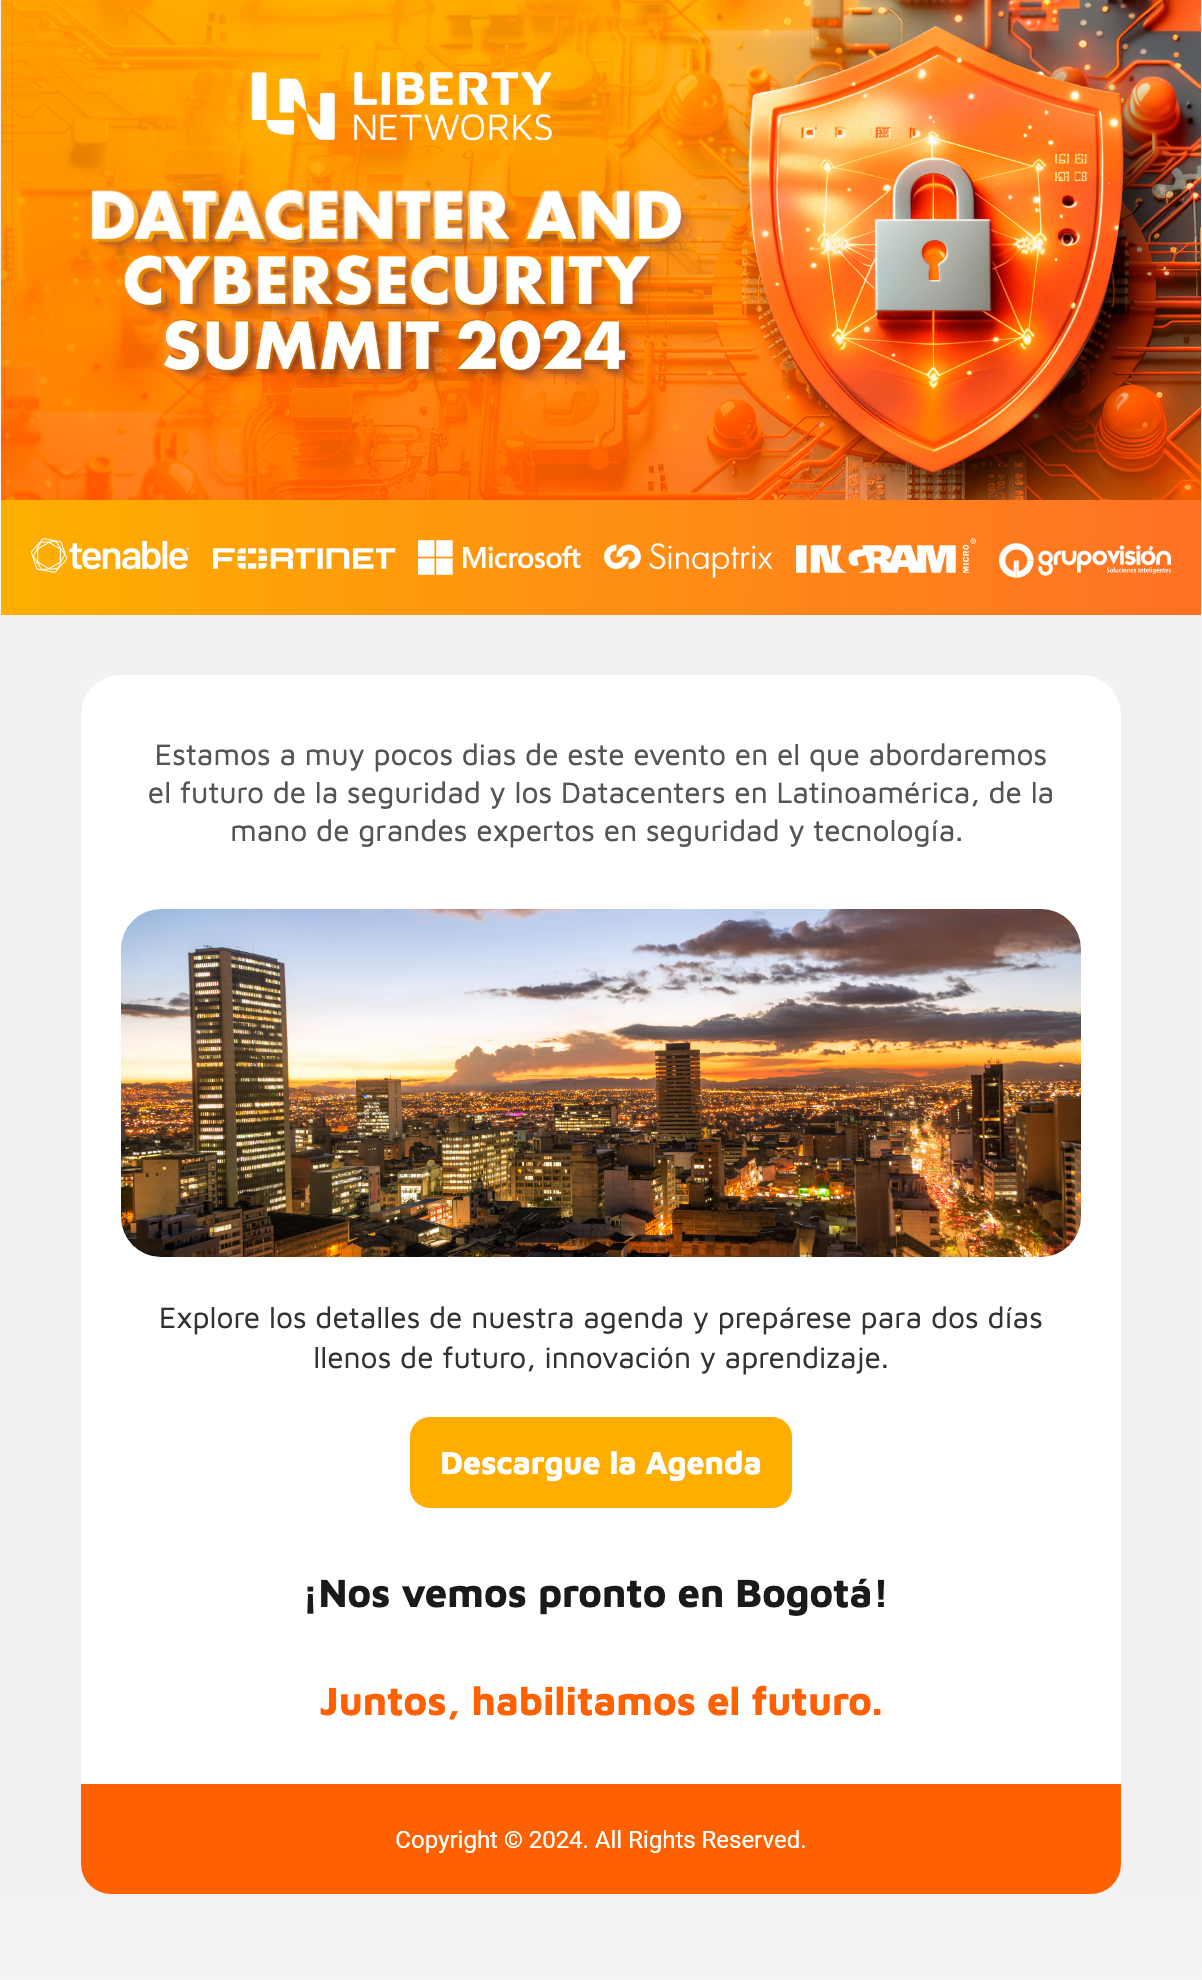 LIBERTY
NETWORKS
DATACENTER AND
CYBERSECURITY
SUMMIT 2024
tenable
FORTINET
Microsoft
Sinaptrix
INGRAM MICRO®
grupovisión
Soluciones Inteligentes
Estamos a muy pocos dias de este evento en el que abordaremos
el futuro de la seguridad y los Datacenters en Latinoamérica, de la
mano de grandes expertos en seguridad y tecnología.
Explore los detalles de nuestra agenda y prepárese para dos días
llenos de futuro, innovación y aprendizaje.
Descargue la Agenda
¡Nos vemos pronto en Bogotá!
Juntos, habilitamos el futuro.
Copyright © 2024. All Rights Reserved.